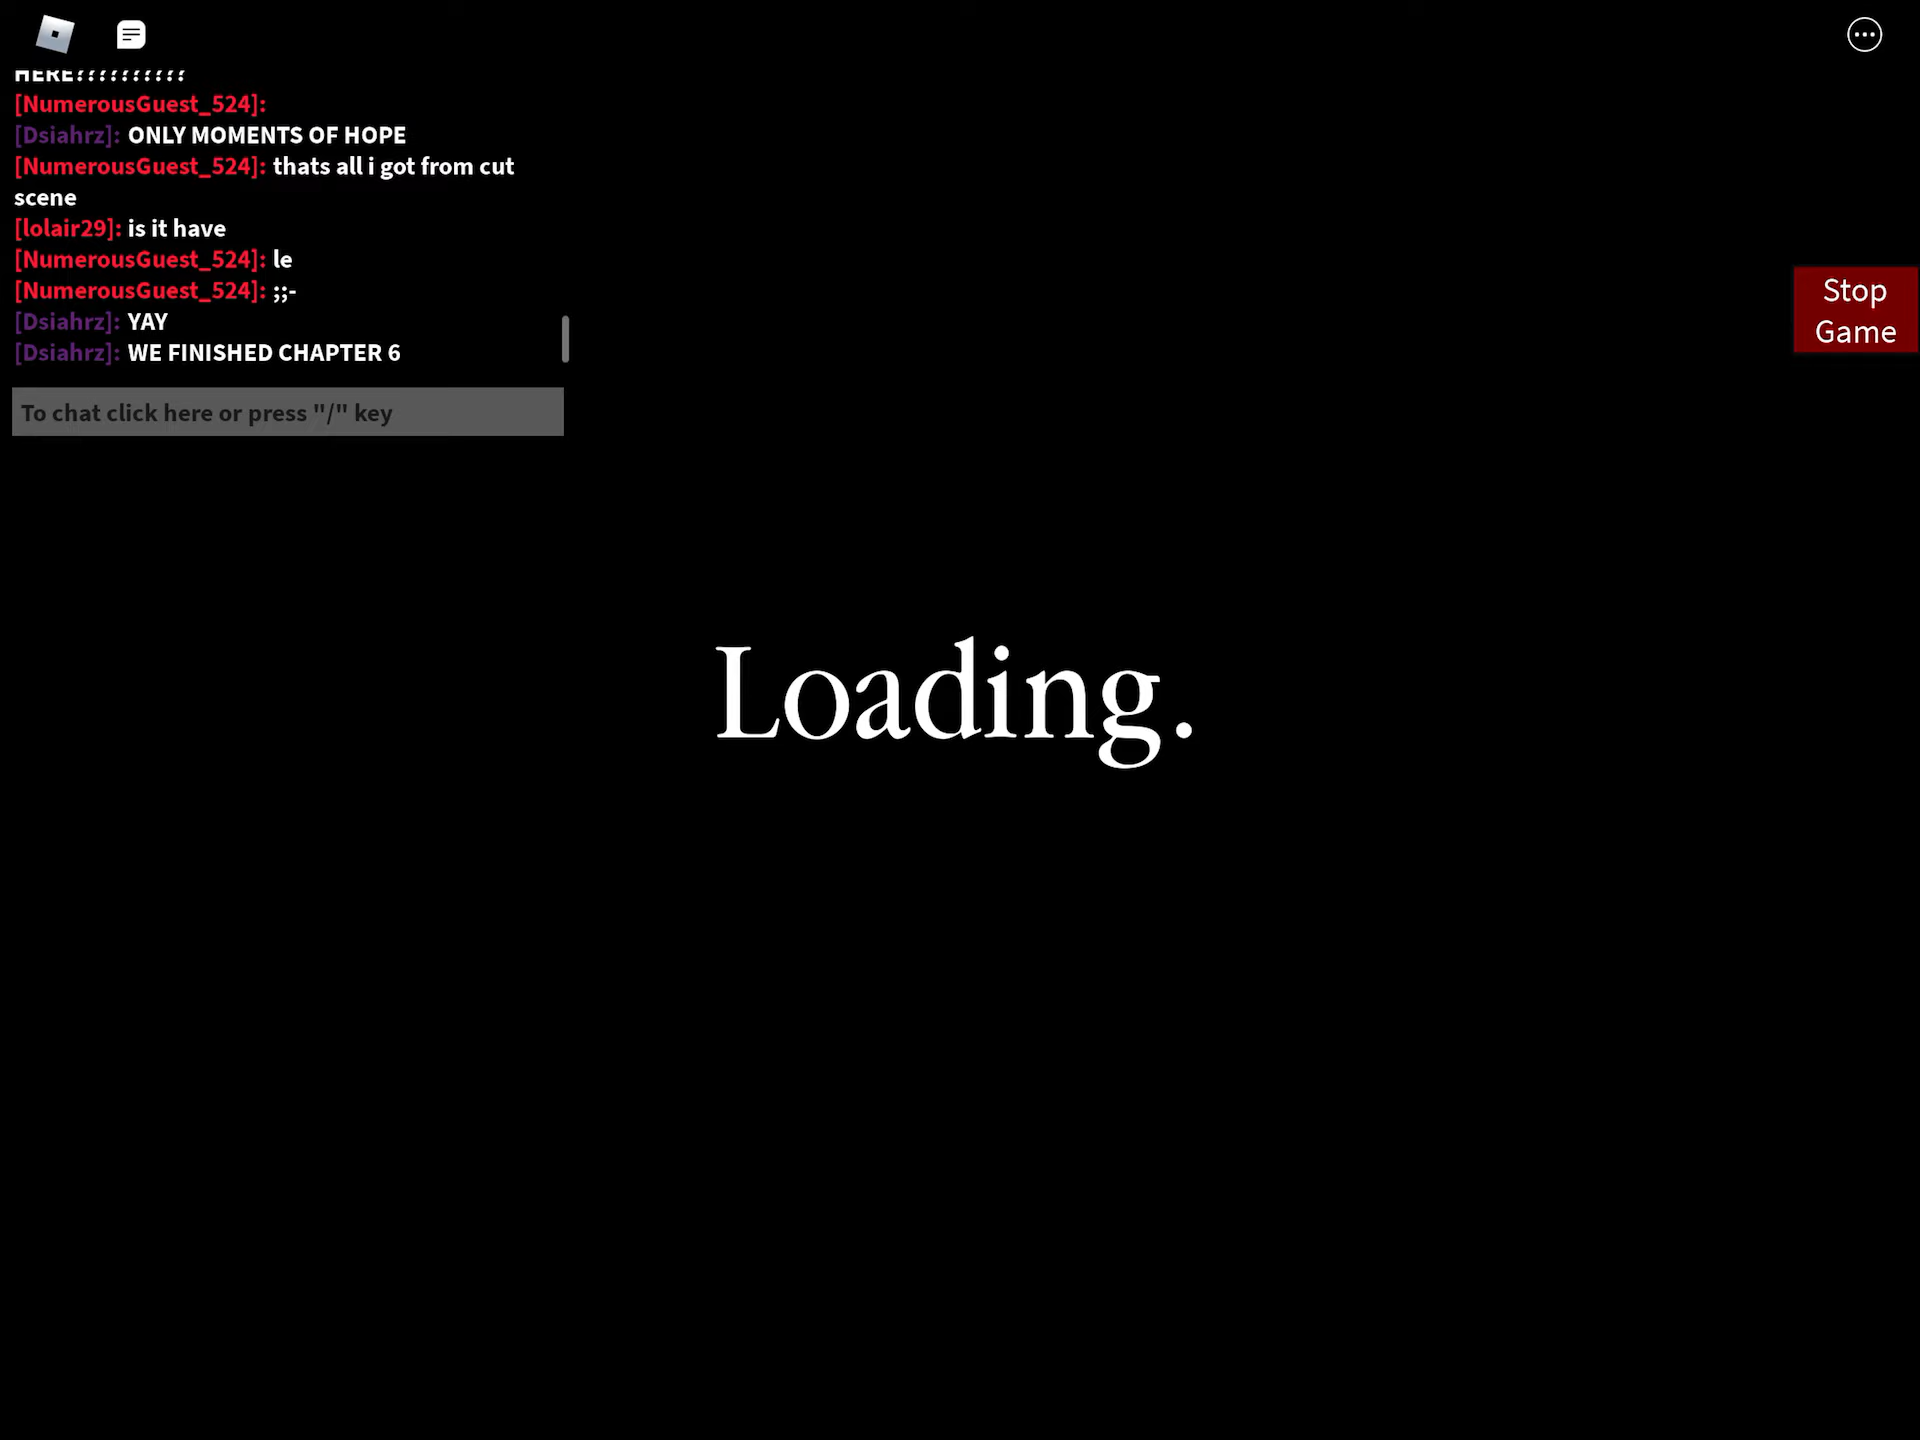 [NumerousGuest_524]:
[Dsiahrz]: ONLY MOMENTS OF HOPE
[NumerousGuest_524]: thats all i got from cut
scene
[lolair29]: is it have
[NumerousGuest_524]: le
[NumerousGuest_524]: ;;-
[Dsiahrz]: YAY
[Dsiahrz]: WE FINISHED CHAPTER 6
To chat click here or press "/" key
Stop
Game
Loading.